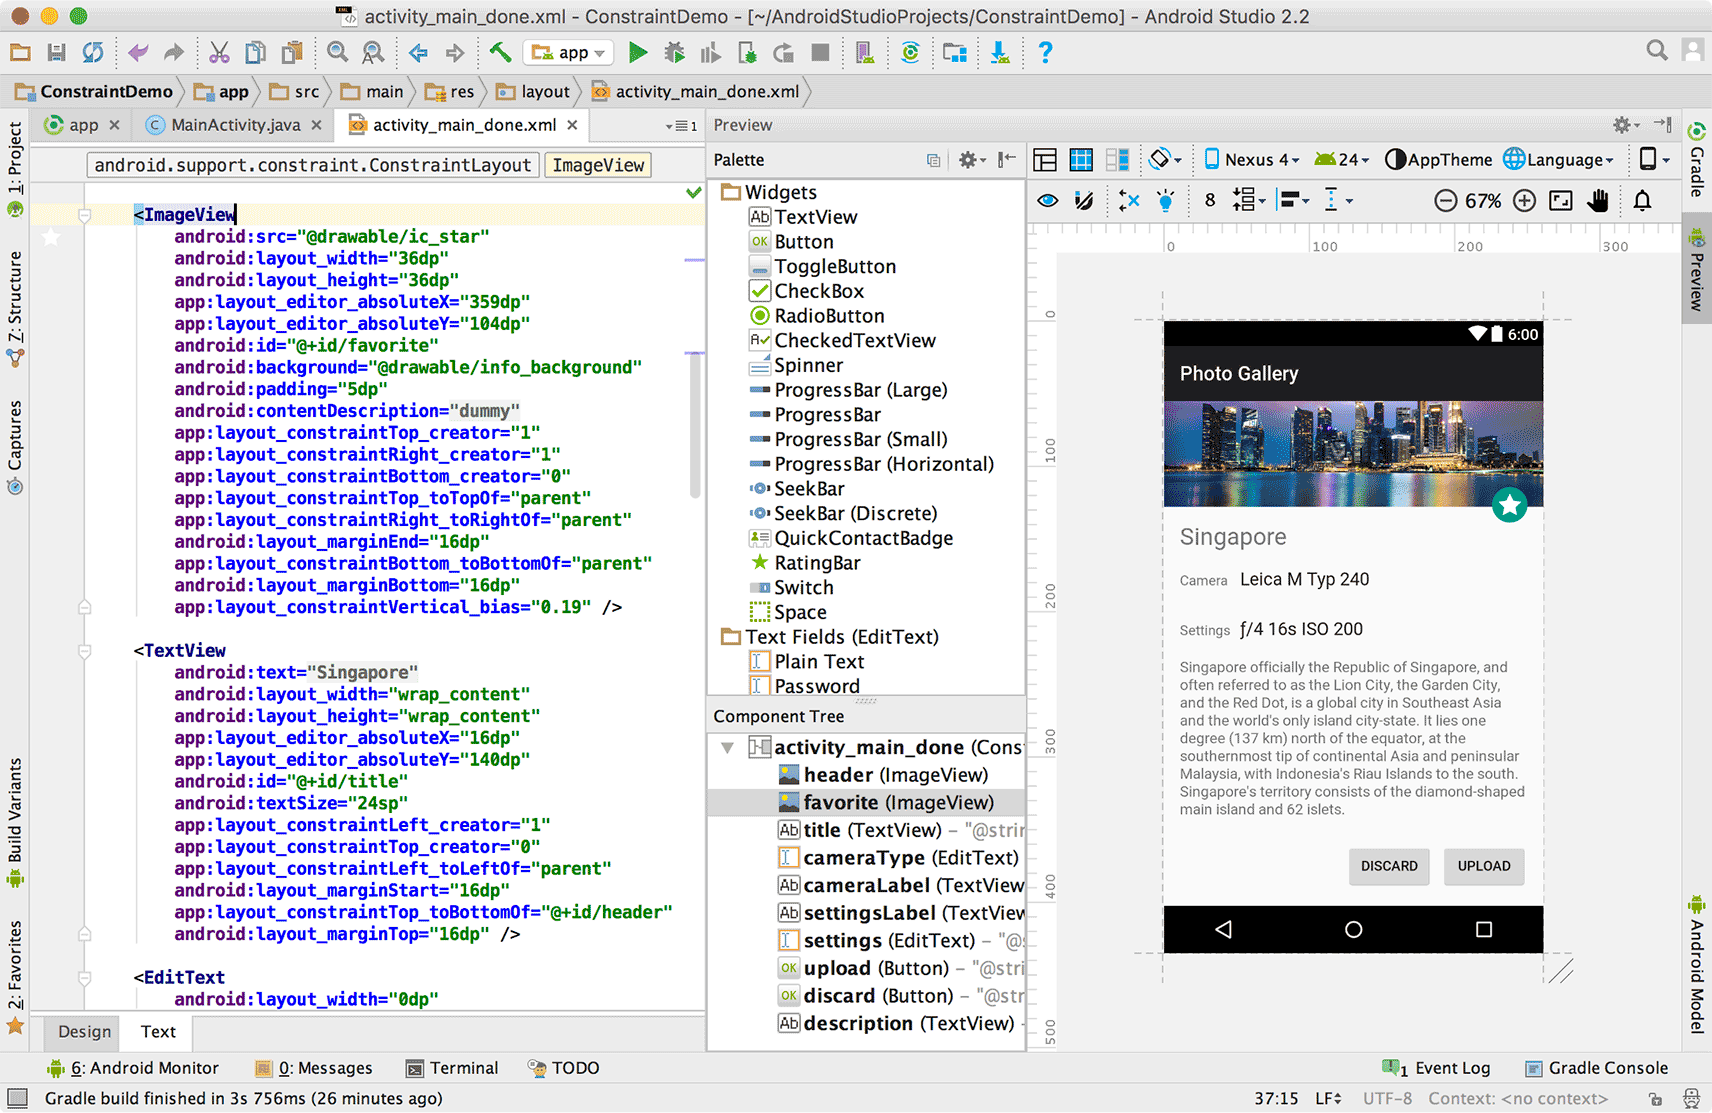 activity_main_done.xml - ConstraintDemo - [~/AndroidStudioProjects/ConstraintDemo] - Android Studio 2.2
app
ConstraintDemo app src main res layout activity_main_done.xml
app MainActivity.java activity_main_done.xml 1
android.support.constraint.ConstraintLayout ImageView
1: Project
7: Structure
Captures
Build Variants
2: Favorites
<ImageView
android:src="@drawable/ic_star"
android:layout_width="36dp"
android:layout_height="36dp"
app:layout_editor_absoluteX="359dp"
app:layout_editor_absoluteY="104dp"
android:id="@+id/favorite"
android:background="@drawable/info_background"
android:padding="5dp"
android:contentDescription="dummy"
app:layout_constraintTop_creator="1"
app:layout_constraintRight_creator="1"
app:layout_constraintBottom_creator="0"
app:layout_constraintTop_toTopOf="parent"
app:layout_constraintRight_toRightOf="parent"
android:layout_marginEnd="16dp"
app:layout_constraintBottom_toBottomOf="parent"
android:layout_marginBottom="16dp"
app:layout_constraintVertical_bias="0.19" />
<TextView
android:text="Singapore"
android:layout_width="wrap_content"
android:layout_height="wrap_content"
app:layout_editor_absoluteX="16dp"
app:layout_editor_absoluteY="140dp"
android:id="@+id/title"
android:textSize="24sp"
app:layout_constraintLeft_creator="1"
app:layout_constraintTop_creator="0"
app:layout_constraintLeft_toLeftOf="parent"
android:layout_marginStart="16dp"
app:layout_constraintTop_toBottomOf="@+id/header"
android:layout_marginTop="16dp" />
<EditText
android:layout_width="0dp"
Design Text
Preview
Palette
Widgets
Ab TextView
OK Button
ToggleButton
CheckBox
RadioButton
A CheckedTextView
Spinner
ProgressBar (Large)
ProgressBar
ProgressBar (Small)
ProgressBar (Horizontal)
SeekBar
SeekBar (Discrete)
QuickContactBadge
RatingBar
Switch
Space
Text Fields (EditText)
Plain Text
Password
Component Tree
activity_main_done (Cons
header (ImageView)
favorite (ImageView)
Ab title (TextView) – "@strin
cameraType (EditText)
Ab cameraLabel (TextView
Ab settingsLabel (TextView
settings (EditText) – "@s
OK upload (Button) – "@stri
OK discard (Button) – "@str
Ab description (TextView) –
Nexus 4 24 AppTheme Language
8 67%
0 100 200 300
0
100
200
300
400
500
6:00
Photo Gallery
Singapore
Camera Leica M Typ 240
Settings ƒ/4 16s ISO 200
Singapore officially the Republic of Singapore, and
often referred to as the Lion City, the Garden City,
and the Red Dot, is a global city in Southeast Asia
and the world's only island city-state. It lies one
degree (137 km) north of the equator, at the
southernmost tip of continental Asia and peninsular
Malaysia, with Indonesia's Riau Islands to the south.
Singapore's territory consists of the diamond-shaped
main island and 62 islets.
DISCARD UPLOAD
Gradle
Preview
Android Model
6: Android Monitor 0: Messages Terminal TODO 1 Event Log Gradle Console
Gradle build finished in 3s 756ms (26 minutes ago) 37:15 LF UTF-8 Context: <no context>